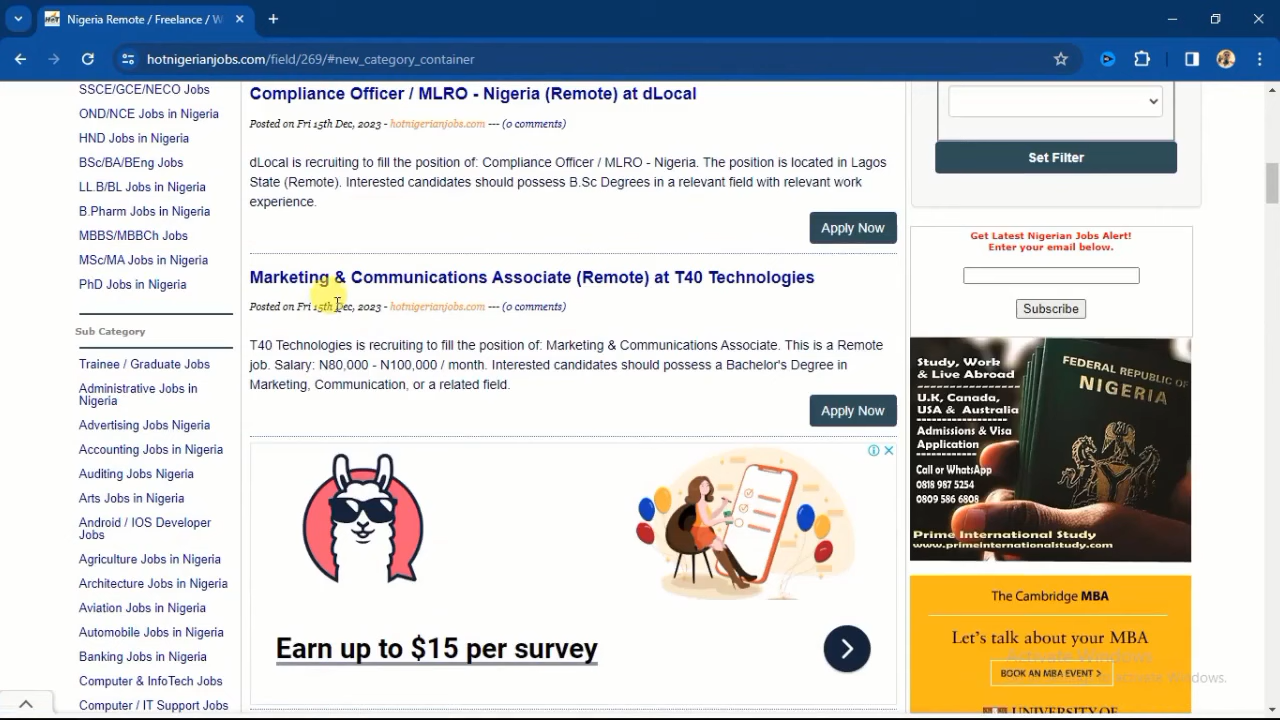 Nigeria Remote / Freelance / W
hotnigerianjobs.com/field/269/#new_category_container
SSCE/GCE/NECO Jobs
OND/NCE Jobs in Nigeria
HND Jobs in Nigeria
BSc/BA/BEng Jobs
LL.B/BL Jobs in Nigeria
B.Pharm Jobs in Nigeria
MBBS/MBBCh Jobs
MSc/MA Jobs in Nigeria
PhD Jobs in Nigeria
Sub Category
Trainee / Graduate Jobs
Administrative Jobs in
Nigeria
Advertising Jobs in Nigeria
Accounting Jobs in Nigeria
Auditing Jobs in Nigeria
Arts Jobs in Nigeria
Android / IOS Developer
Jobs
Agriculture Jobs in Nigeria
Architecture Jobs in Nigeria
Aviation Jobs in Nigeria
Automobile Jobs in Nigeria
Banking Jobs in Nigeria
Computer & InfoTech Jobs
Computer / IT Support Jobs
Compliance Officer / MLRO - Nigeria (Remote) at dLocal
Posted on Fri 15th Dec, 2023 - hotnigerianjobs.com --- (0 comments)
dLocal is recruiting to fill the position of: Compliance Officer / MLRO - Nigeria. The position is located in Lagos
State (Remote). Interested candidates should possess B.Sc Degrees in a relevant field with relevant work
experience.
Apply Now
Marketing & Communications Associate (Remote) at T40 Technologies
Posted on Fri 15th Dec, 2023 - hotnigerianjobs.com --- (0 comments)
T40 Technologies is recruiting to fill the position of: Marketing & Communications Associate. This is a Remote
job. Salary: N80,000 - N100,000 / month. Interested candidates should possess a Bachelor's Degree in
Marketing, Communication, or a related field.
Apply Now
Earn up to $15 per survey
Set Filter
Get Latest Nigerian Jobs Alert!
Enter your email below.
Subscribe
Study, Work
& Live Abroad
U.K, Canada,
USA & Australia
Admissions & Visa
Application
Call or WhatsApp
0818 987 5254
0809 586 6808
Prime International Study
www.primeinternationalstudy.com
FEDERAL REPUBLIC OF
NIGERIA
The Cambridge MBA
Let's talk about your MBA
BOOK AN MBA EVENT >
UNIVERSITY OF
Activate Windows